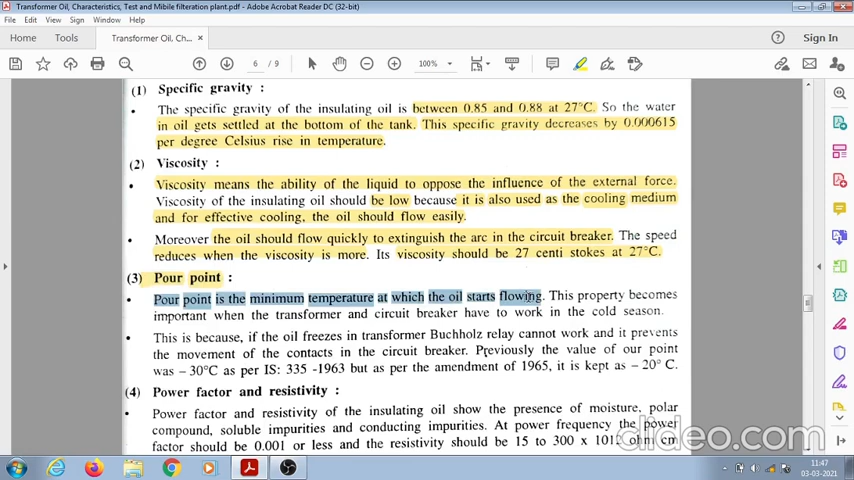 Transformer Oil, Characteristics, Test and Mibile filteration plant.pdf - Adobe Acrobat Reader DC (32-bit)
File Edit View Sign Window Help
Home Tools Transformer Oil, Ch... × Sign In
6 / 9 100%
(1) Specific gravity :
• The specific gravity of the insulating oil is between 0.85 and 0.88 at 27°C. So the water
in oil gets settled at the bottom of the tank. This specific gravity decreases by 0.000615
per degree Celsius rise in temperature.
(2) Viscosity :
• Viscosity means the ability of the liquid to oppose the influence of the external force.
Viscosity of the insulating oil should be low because it is also used as the cooling medium
and for effective cooling, the oil should flow easily.
• Moreover the oil should flow quickly to extinguish the arc in the circuit breaker. The speed
reduces when the viscosity is more. Its viscosity should be 27 centi stokes at 27°C.
(3) Pour point :
• Pour point is the minimum temperature at which the oil starts flowing. This property becomes
important when the transformer and circuit breaker have to work in the cold season.
• This is because, if the oil freezes in transformer Buchholz relay cannot work and it prevents
the movement of the contacts in the circuit breaker. Previously the value of our point
was – 30°C as per IS: 335 -1963 but as per the amendment of 1965, it is kept as – 20° C.
(4) Power factor and resistivity :
• Power factor and resistivity of the insulating oil show the presence of moisture, polar
compound, soluble impurities and conducting impurities. At power frequency the power
factor should be 0.001 or less and the resistivity should be 15 to 300 x 10 ohm cm
clideo.com
11:47
03-03-2021